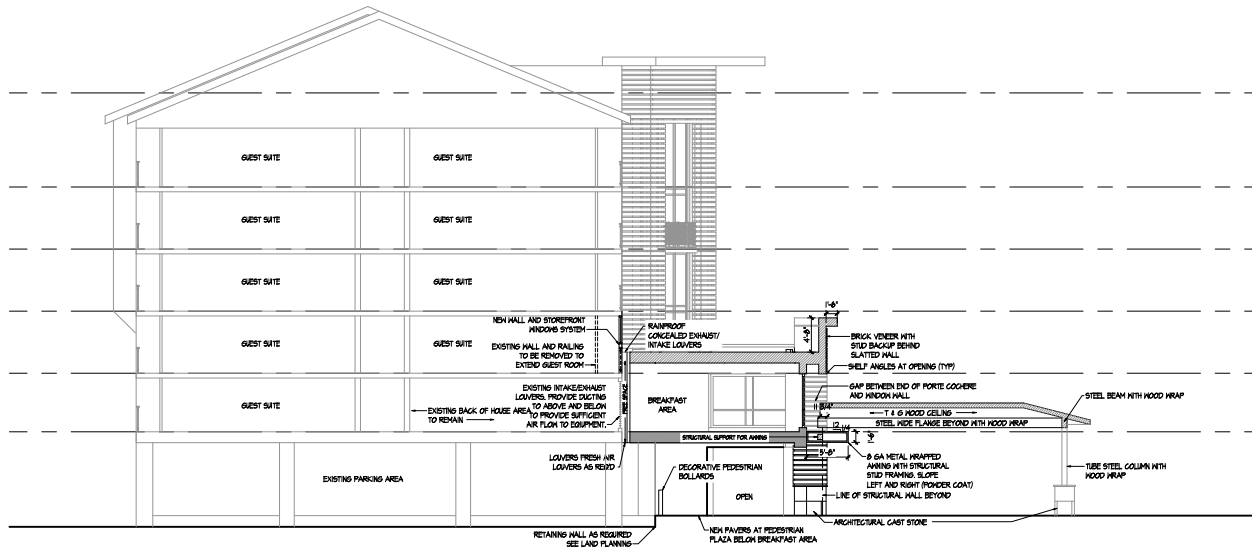 GUEST SUITE
GUEST SUITE
GUEST SUITE
GUEST SUITE
GUEST SUITE
GUEST SUITE
1'-6"
4'-8"
NEW WALL AND STOREFRONT
WINDOWS SYSTEM
RAINPROOF
CONCEALED EXHAUST/
INTAKE LOUVERS
BRICK VENEER WITH
STUD BACKUP BEHIND
SLATTED WALL
GUEST SUITE
GUEST SUITE
EXISTING WALL AND RAILING
TO BE REMOVED TO
EXTEND GUEST ROOM
SHELF ANGLES AT OPENING (TYP)
GAP BETWEEN END OF PORTE COCHERE
AND WINDOW WALL
EXISTING INTAKE/EXHAUST
LOUVERS. PROVIDE DUCTING
TO ABOVE AND BELOW
TO PROVIDE SUFFICIENT
AIR FLOW TO EQUIPMENT.
FREE SPACE
BREAKFAST
AREA
STEEL BEAM WITH WOOD WRAP
GUEST SUITE
EXISTING BACK OF HOUSE AREA
TO REMAIN
T & G WOOD CEILING
STEEL WIDE FLANGE BEYOND WITH WOOD WRAP
STRUCTURAL SUPPORT FOR AWNING
5'-8"
LOUVERS FRESH AIR
LOUVERS AS REQ'D
DECORATIVE PEDESTRIAN
BOLLARDS
8 GA METAL WRAPPED
AWNING WITH STRUCTURAL
STUD FRAMING. SLOPE
LEFT AND RIGHT (POWDER COAT)
TUBE STEEL COLUMN WITH
WOOD WRAP
EXISTING PARKING AREA
OPEN
LINE OF STRUCTURAL WALL BEYOND
ARCHITECTURAL CAST STONE
RETAINING WALL AS REQUIRED
SEE LAND PLANNING
NEW PAVERS AT PEDESTRIAN
PLAZA BELOW BREAKFAST AREA